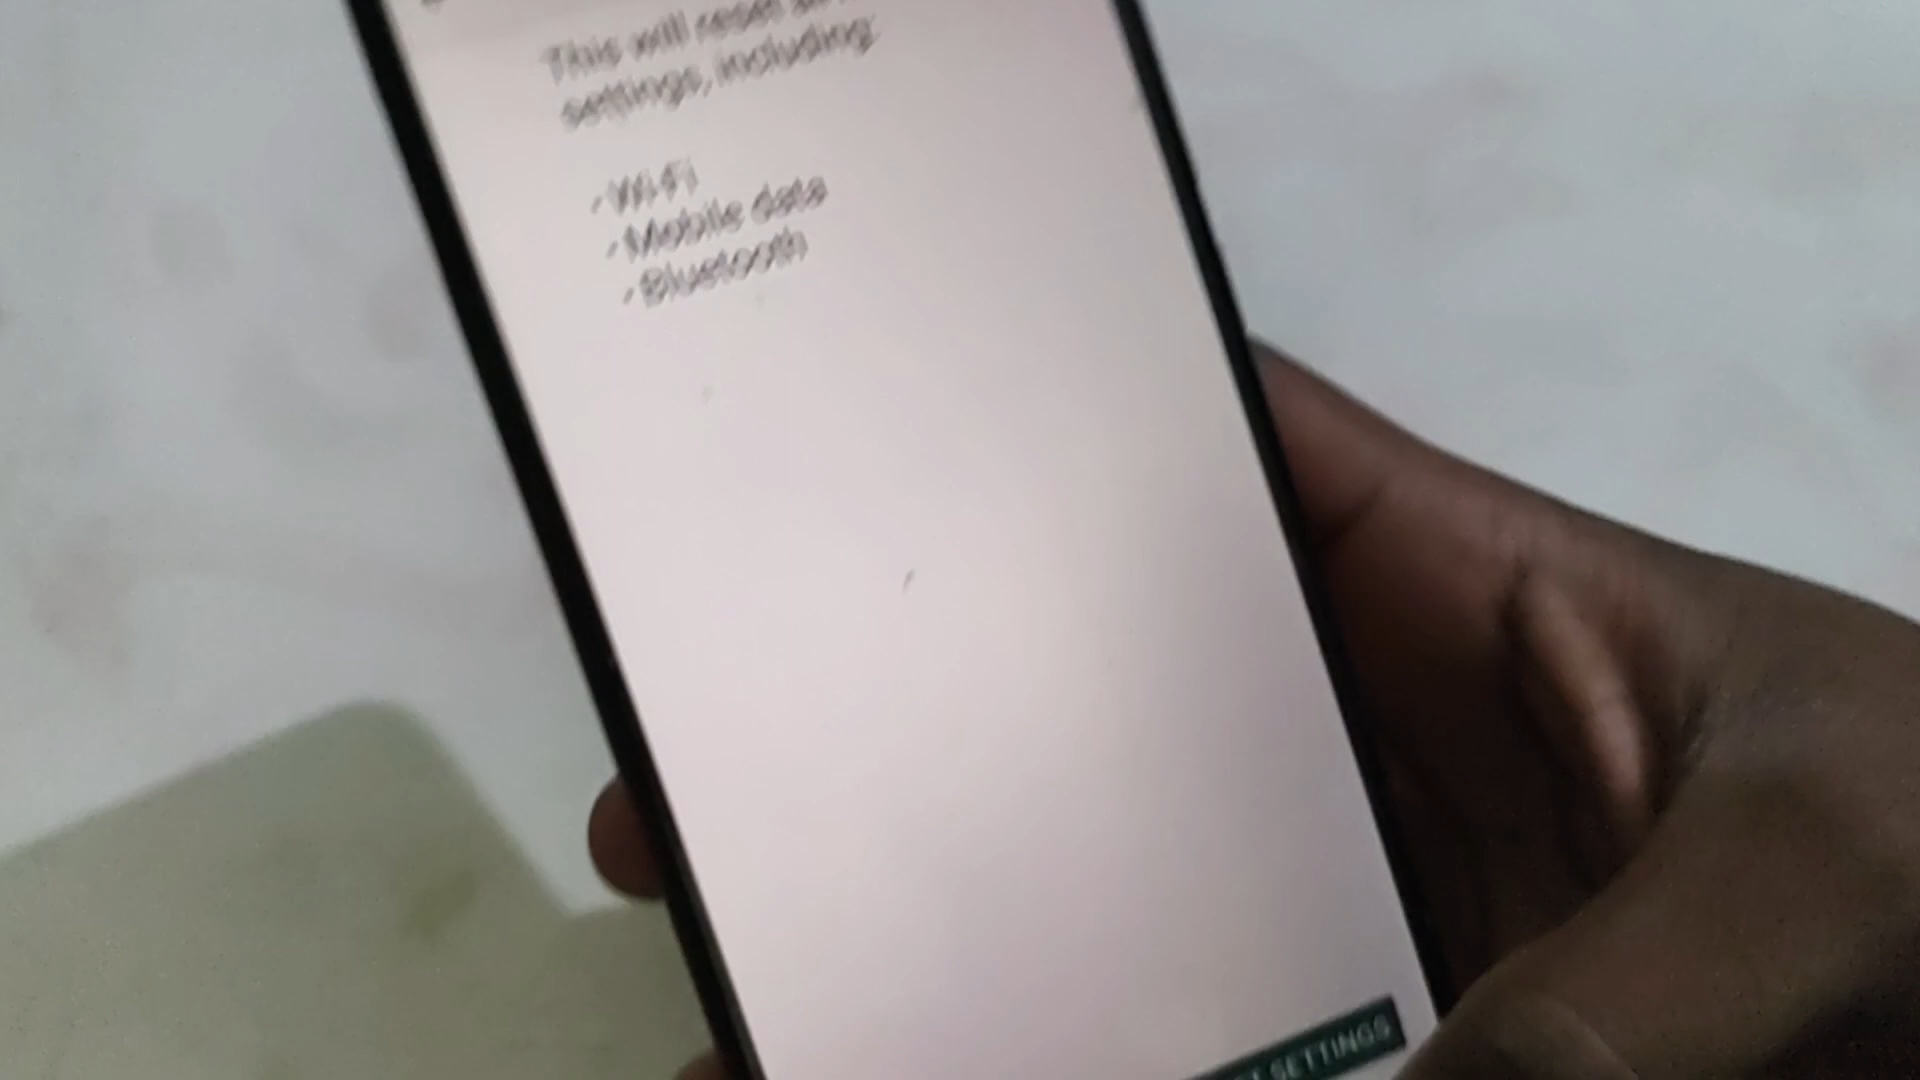 This will reset
settings, including:
- Wi-Fi
- Mobile data
- Bluetooth
SETTINGS